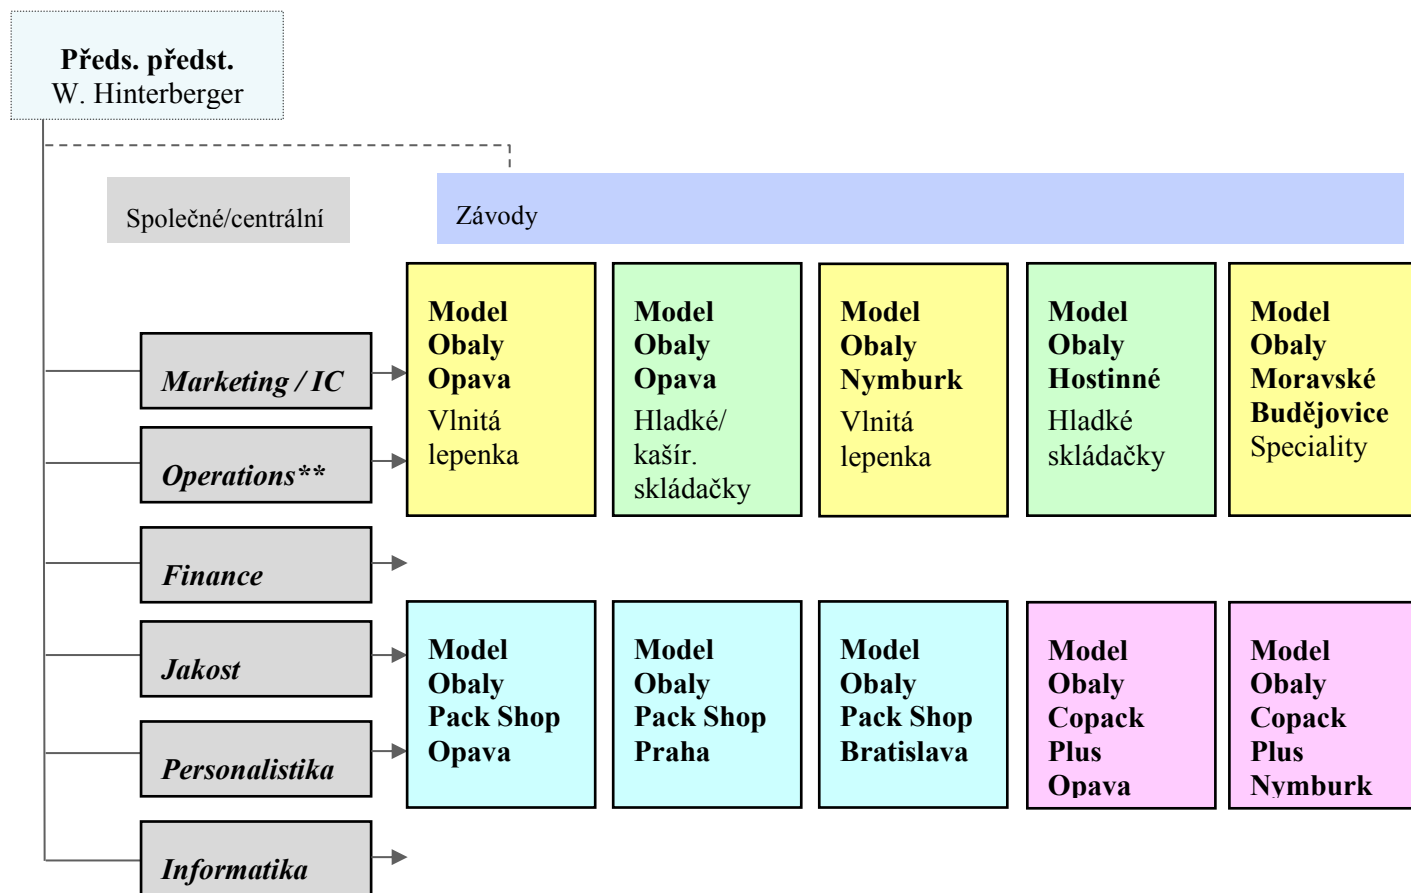 Předs. předst.
W. Hinterberger
Společné/centrální
Závody
Model
Obaly
Opava
Vlnitá
lepenka
Model
Obaly
Opava
Hladké/
kašír.
skládačky
Model
Obaly
Nymburk
Vlnitá
lepenka
Model
Obaly
Hostinné
Hladké
skládačky
Model
Obaly
Moravské
Budějovice
Speciality
Marketing / IC
Operations**
Finance
Jakost
Personalistika
Informatika
Model
Obaly
Pack Shop
Opava
Model
Obaly
Pack Shop
Praha
Model
Obaly
Pack Shop
Bratislava
Model
Obaly
Copack
Plus
Opava
Model
Obaly
Copack
Plus
Nymburk